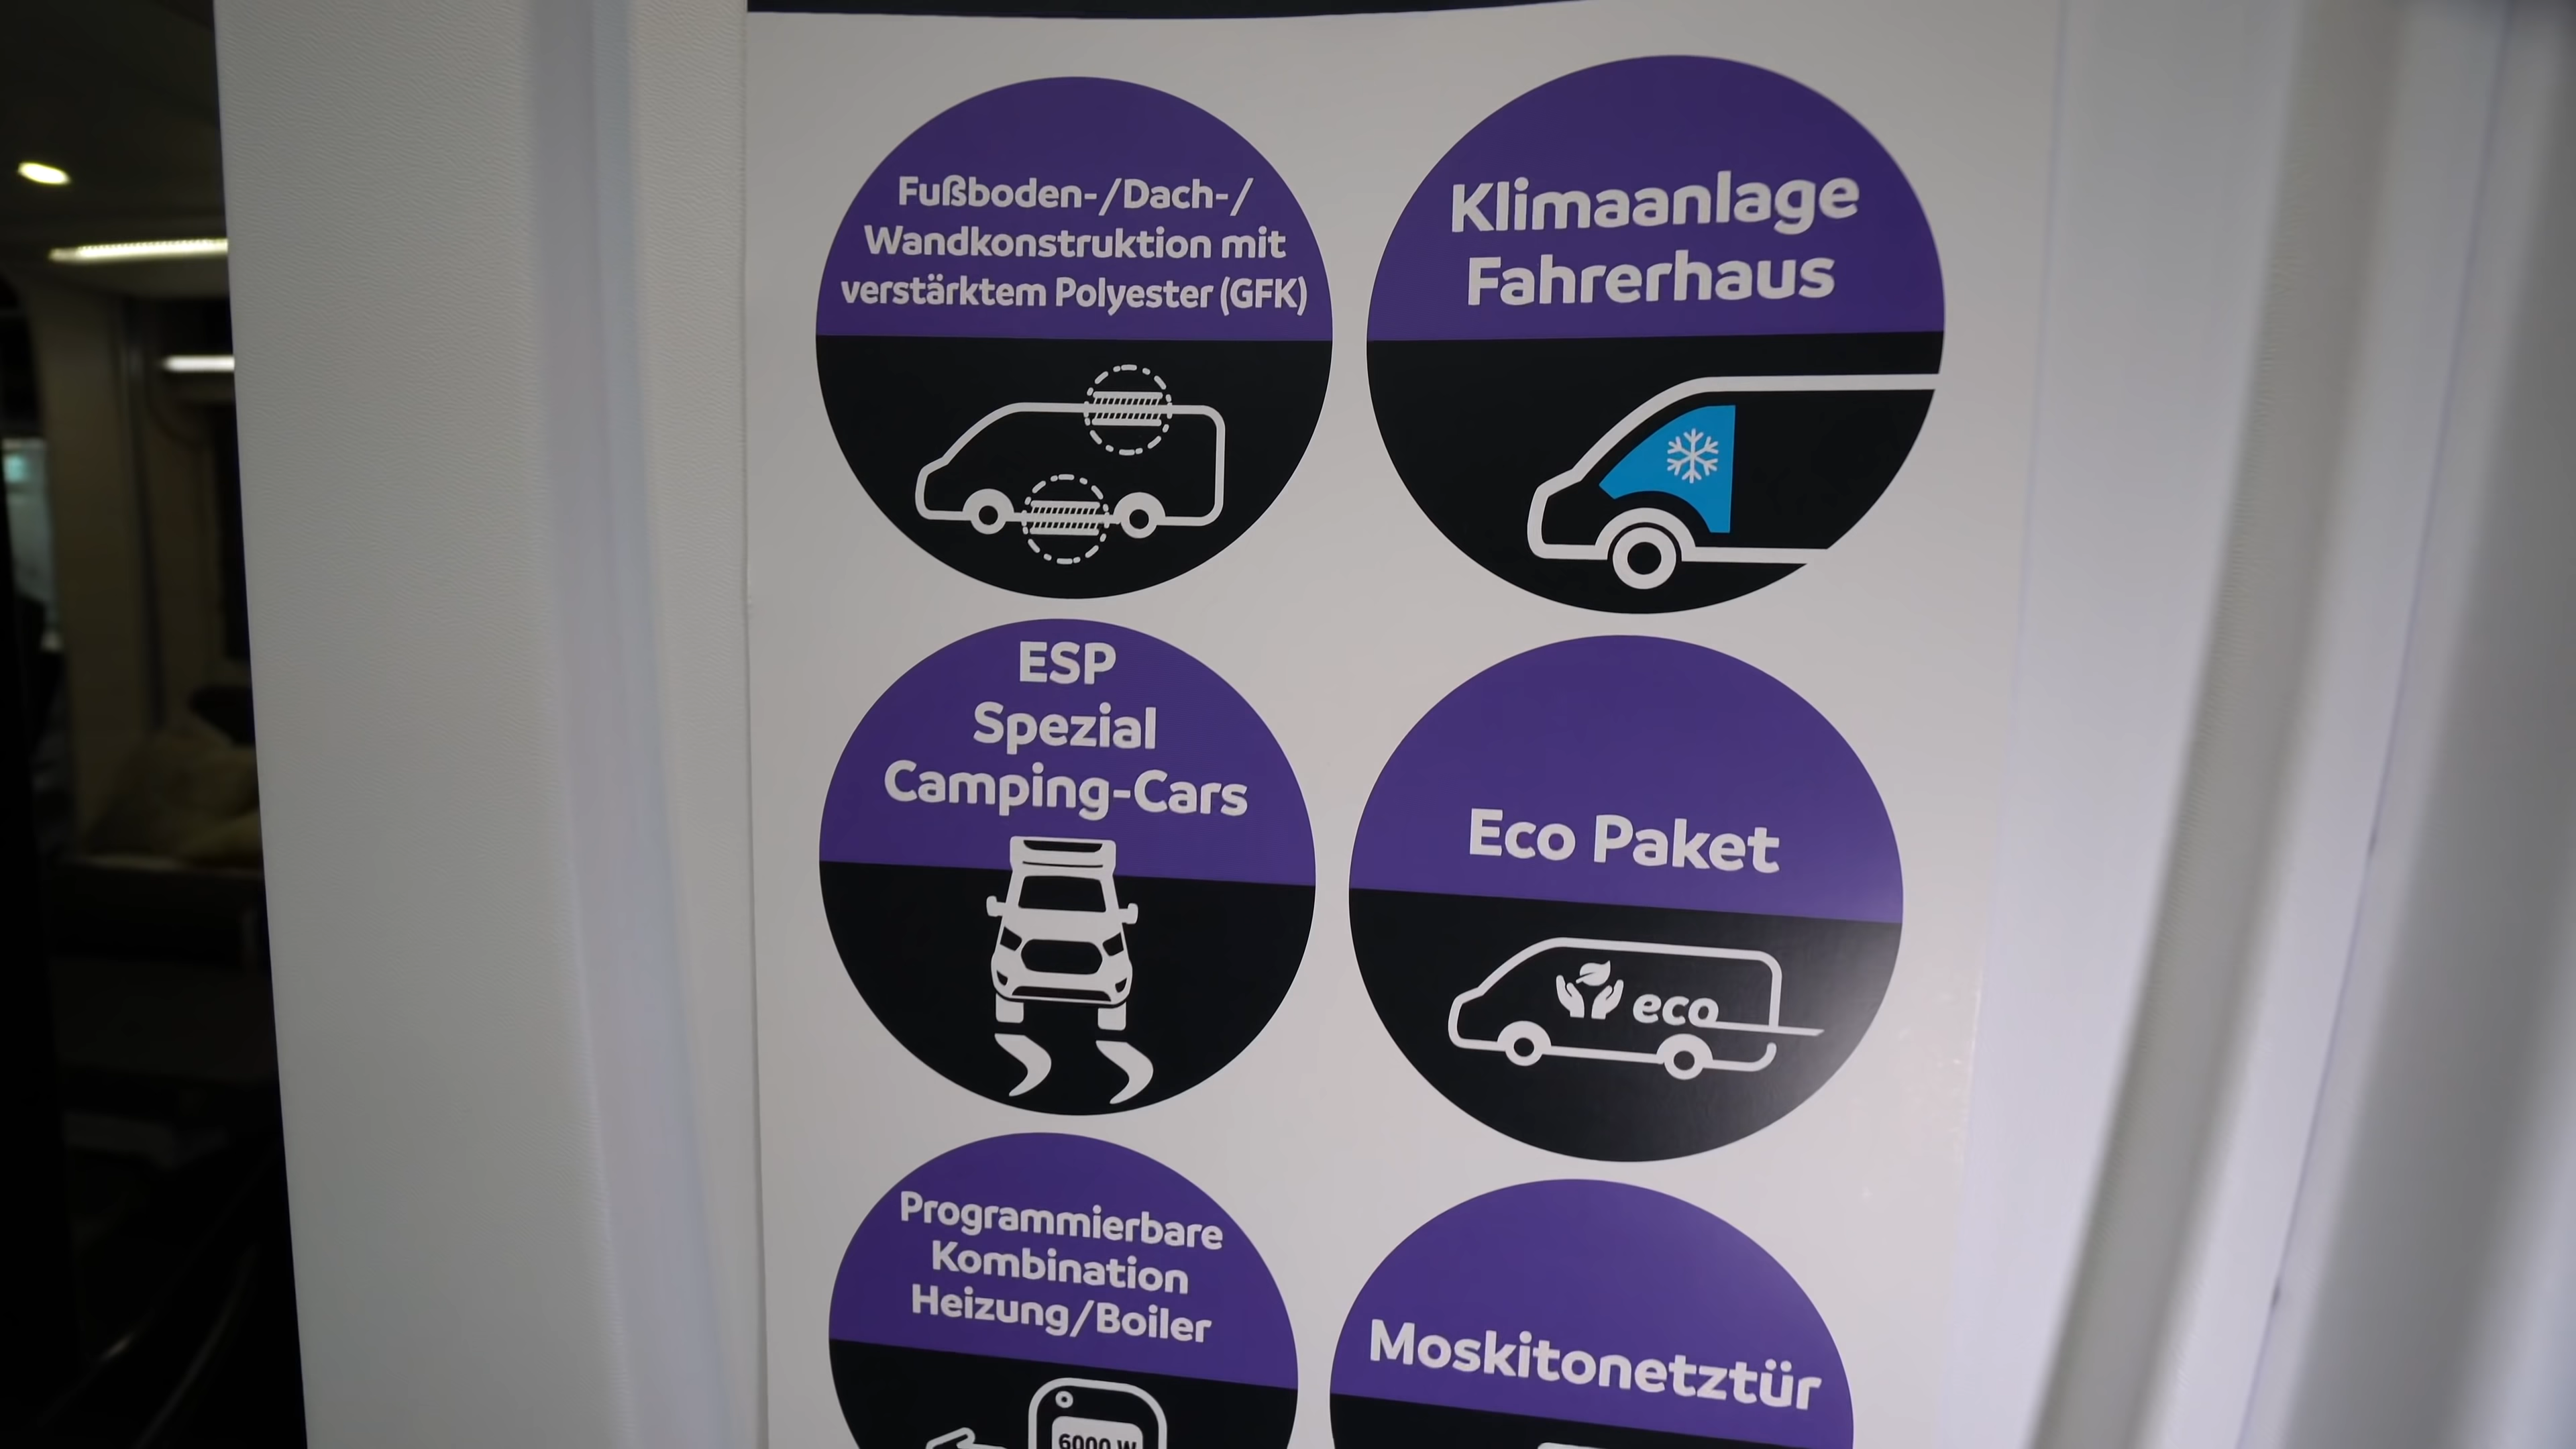 Fußboden-/Dach-/
Wandkonstruktion mit
verstärktem Polyester (GFK)
Klimaanlage
Fahrerhaus
ESP
Spezial
Camping-Cars
Eco Paket
eco
Programmierbare
Kombination
Heizung/Boiler
6000 W
Moskitonetztür